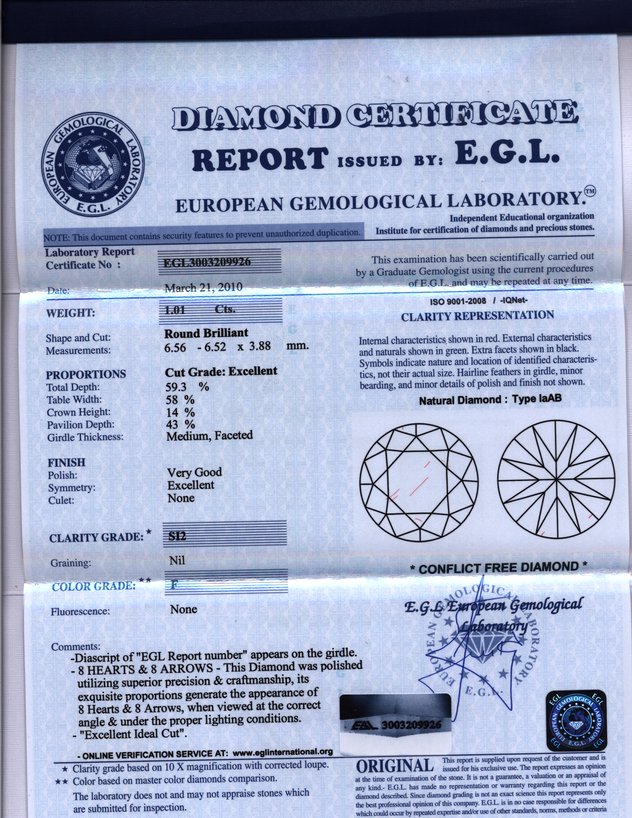 DIAMOND CERTIFICATE
REPORT ISSUED BY: E.G.L.
EUROPEAN GEMOLOGICAL LABORATORY.™
EUROPEAN GEMOLOGICAL LABORATORY
E.G.L.
Independent Educational organization
Institute for certification of diamonds and precious stones.
NOTE: This document contains security features to prevent unauthorized duplication.
Laboratory Report
Certificate No : EGL3003209926
Date: March 21, 2010
WEIGHT: 1.01 Cts.
Shape and Cut: Round Brilliant
Measurements: 6.56 - 6.52 x 3.88 mm.
PROPORTIONS Cut Grade: Excellent
Total Depth: 59.3 %
Table Width: 58 %
Crown Height: 14 %
Pavilion Depth: 43 %
Girdle Thickness: Medium, Faceted
FINISH
Polish: Very Good
Symmetry: Excellent
Culet: None
CLARITY GRADE: * SI2
Graining: Nil
COLOR GRADE: ** F
Fluorescence: None
Comments:
-Diascript of "EGL Report number" appears on the girdle.
- 8 HEARTS & 8 ARROWS - This Diamond was polished
utilizing superior precision & craftmanship, its
exquisite proportions generate the appearance of
8 Hearts & 8 Arrows, when viewed at the correct
angle & under the proper lighting conditions.
- "Excellent Ideal Cut".
- ONLINE VERIFICATION SERVICE AT: www.eglinternational.org
* Clarity grade based on 10 X magnification with corrected loupe.
** Color based on master color diamonds comparison.
The laboratory does not and may not appraise stones which
are submitted for inspection.
This examination has been scientifically carried out
by a Graduate Gemologist using the current procedures
of E.G.L, and may be repeated at any time.
ISO 9001-2008 / -IQNet-
CLARITY REPRESENTATION
Internal characteristics shown in red. External characteristics
and naturals shown in green. Extra facets shown in black.
Symbols indicate nature and location of identified characteris-
tics, not their actual size. Hairline feathers in girdle, minor
bearding, and minor details of polish and finish not shown.
Natural Diamond : Type IaAB
* CONFLICT FREE DIAMOND *
E.G.L European Gemological
Laboratory
EUROPEAN GEMOLOGICAL LABORATORY
E.G.L.
3003209926
EGL EGL
EUROPEAN GEMOLOGICAL LABORATORY
E.G.L.
EGL EGL
ORIGINAL This report is supplied upon request of the customer and is
issued for his exclusive use. The report expresses an opinion
at the time of examination of the stone. It is not a guarantee, a valuation or an appraisal of
any kind.- E.G.L. has made no representation or warranty regarding this report or the
diamond described. Since diamond grading is not an exact science this report represents only
the best professional opinion of this company. E.G.L. is in no case responsible for differences
which could occur by repeated expertise and/or use of other standards, norms, methods or criteria